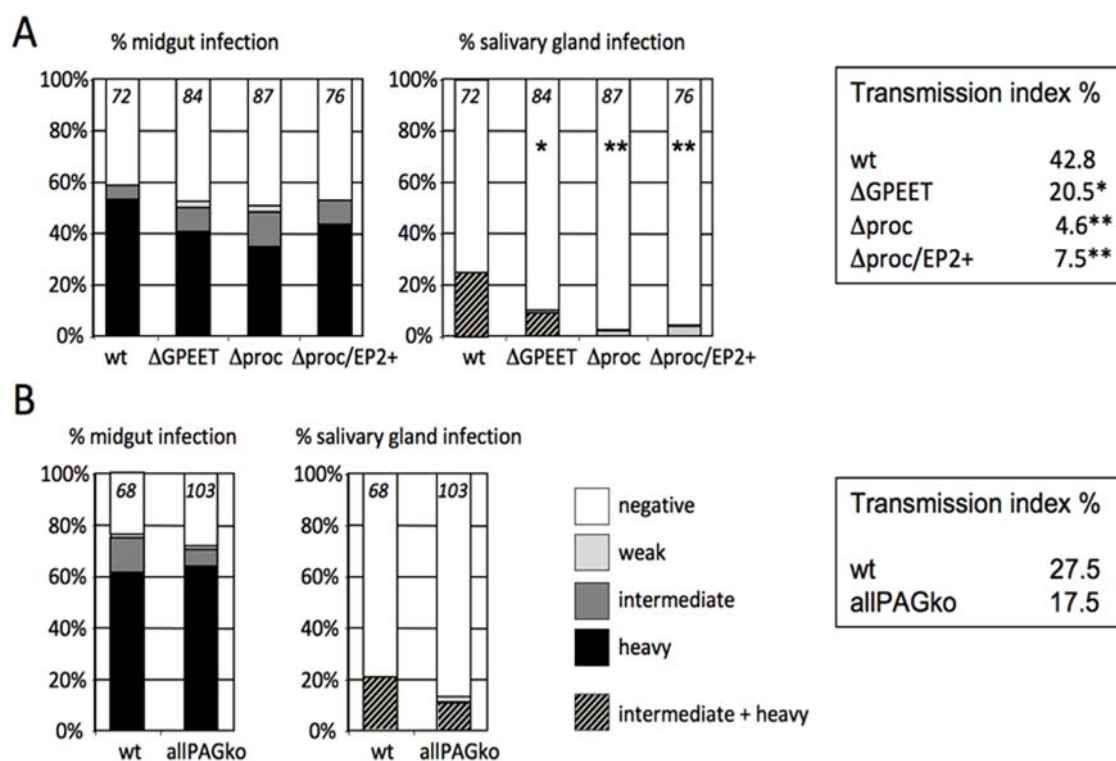 A
% midgut infection
% salivary gland infection
100%
80%
60%
40%
20%
0%
72 84 87 76
wt ΔGPEET Δproc Δproc/EP2+
100%
80%
60%
40%
20%
0%
72 84 87 76
* ** **
wt ΔGPEET Δproc Δproc/EP2+
Transmission index %
wt 42.8
ΔGPEET 20.5*
Δproc 4.6**
Δproc/EP2+ 7.5**
B
% midgut infection
% salivary gland infection
100%
80%
60%
40%
20%
0%
68 103
wt allPAGko
100%
80%
60%
40%
20%
0%
68 103
wt allPAGko
negative
weak
intermediate
heavy
intermediate + heavy
Transmission index %
wt 27.5
allPAGko 17.5